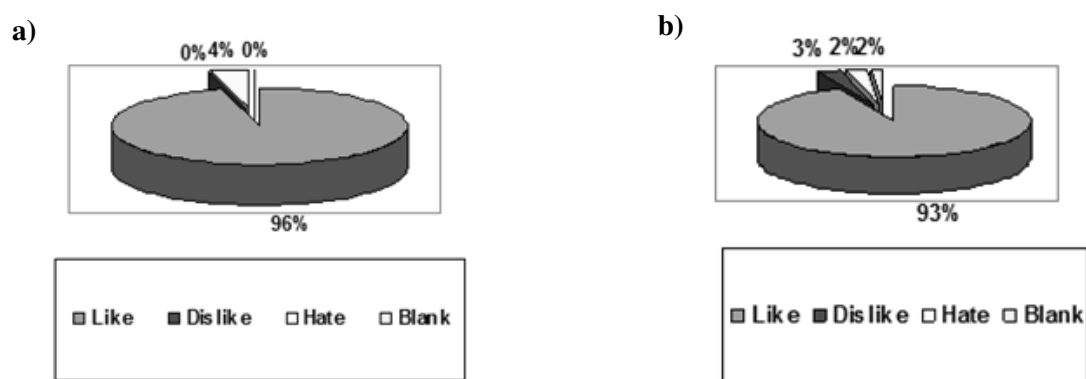 a)
0% 4% 0%
96%
Like Dislike Hate Blank
b)
3% 2% 2%
93%
Like Dislike Hate Blank